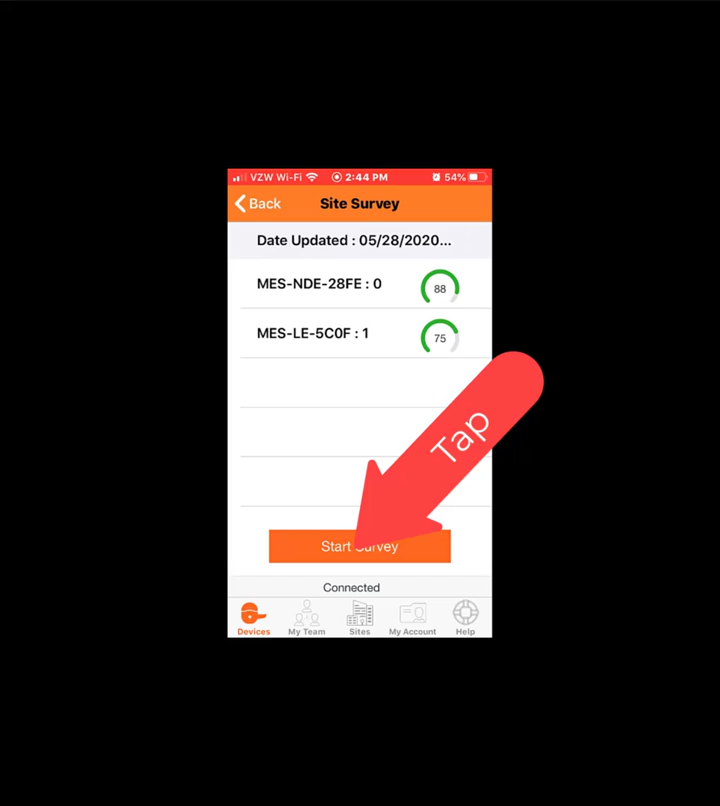 VZW Wi-Fi 2:44 PM 54%
Back Site Survey
Date Updated : 05/28/2020...
MES-NDE-28FE : 0 88
MES-LE-5C0F : 1 75
Tap
Start Survey
Connected
Devices My Team Sites My Account Help